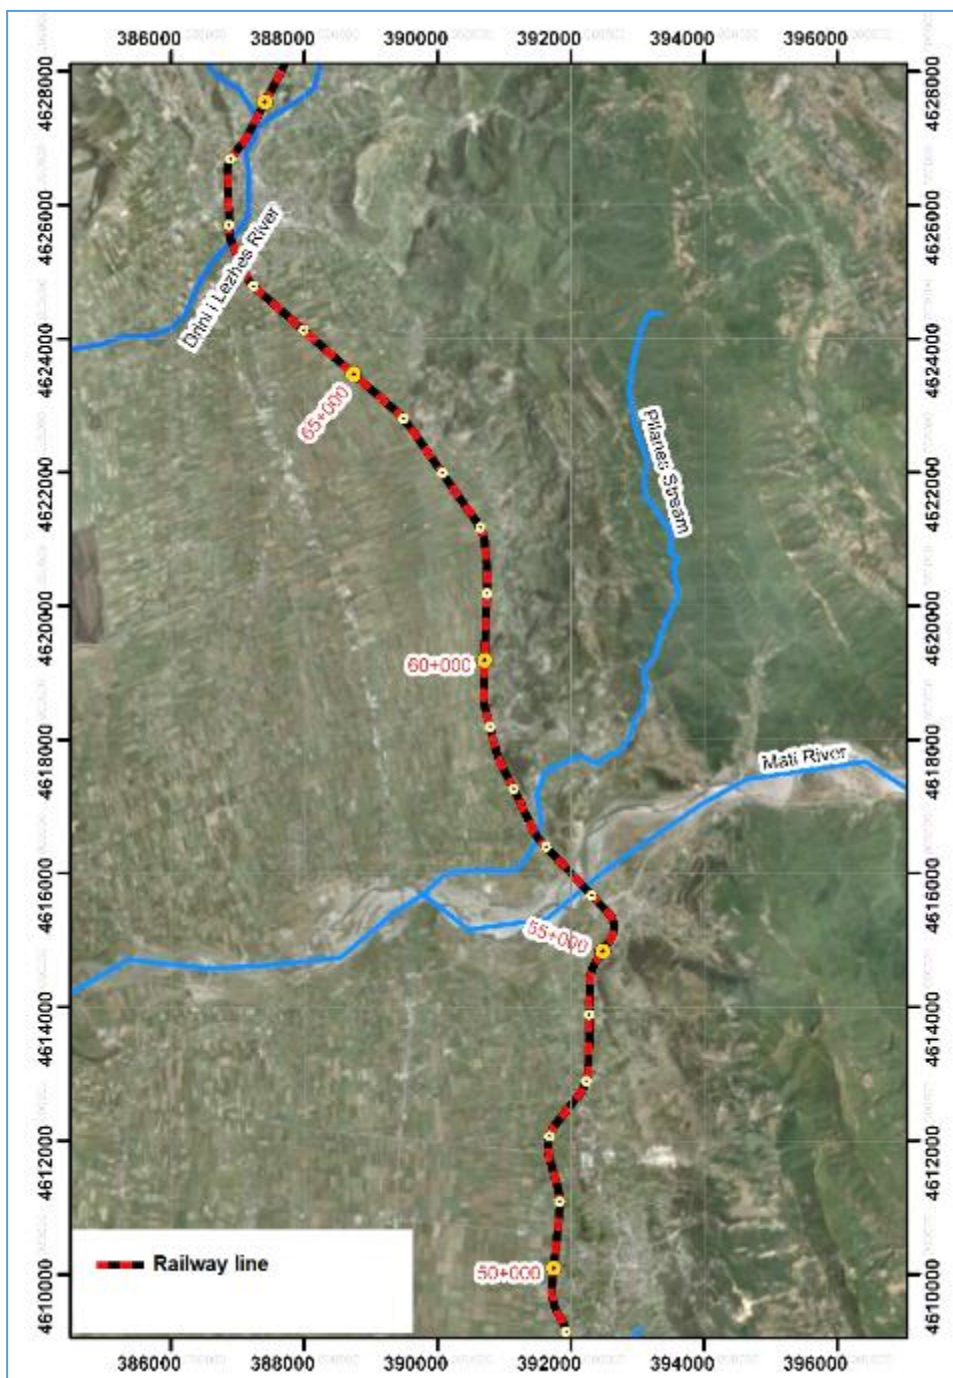 386000 388000 390000 392000 394000 396000
4628000 4628000
4626000 4626000
Drini i Lezhes River
4624000 4624000
65+000
Pllanes Stream
4622000 4622000
4620000 4620000
60+000
4618000 4618000
Mati River
4616000 4616000
55+000
4614000 4614000
4612000 4612000
Railway line
50+000
4610000 4610000
386000 388000 390000 392000 394000 396000